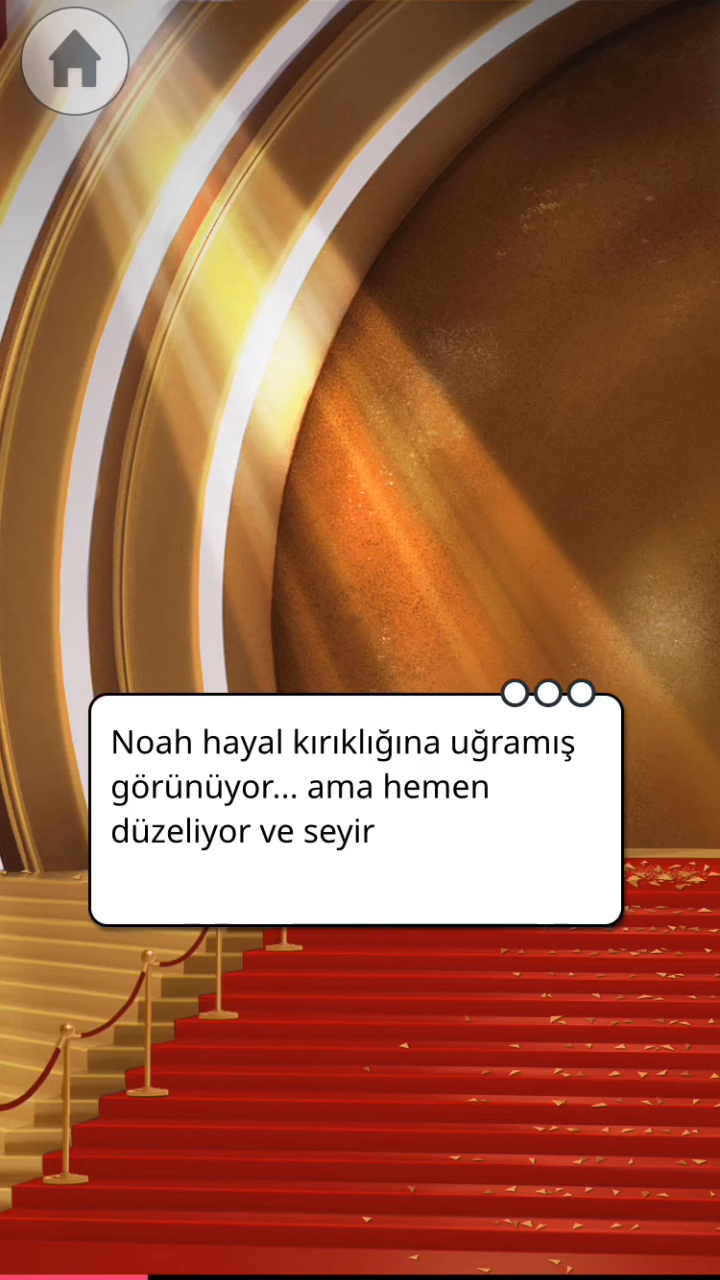 Noah hayal kırıklığına uğramış
görünüyor... ama hemen
düzeliyor ve seyir